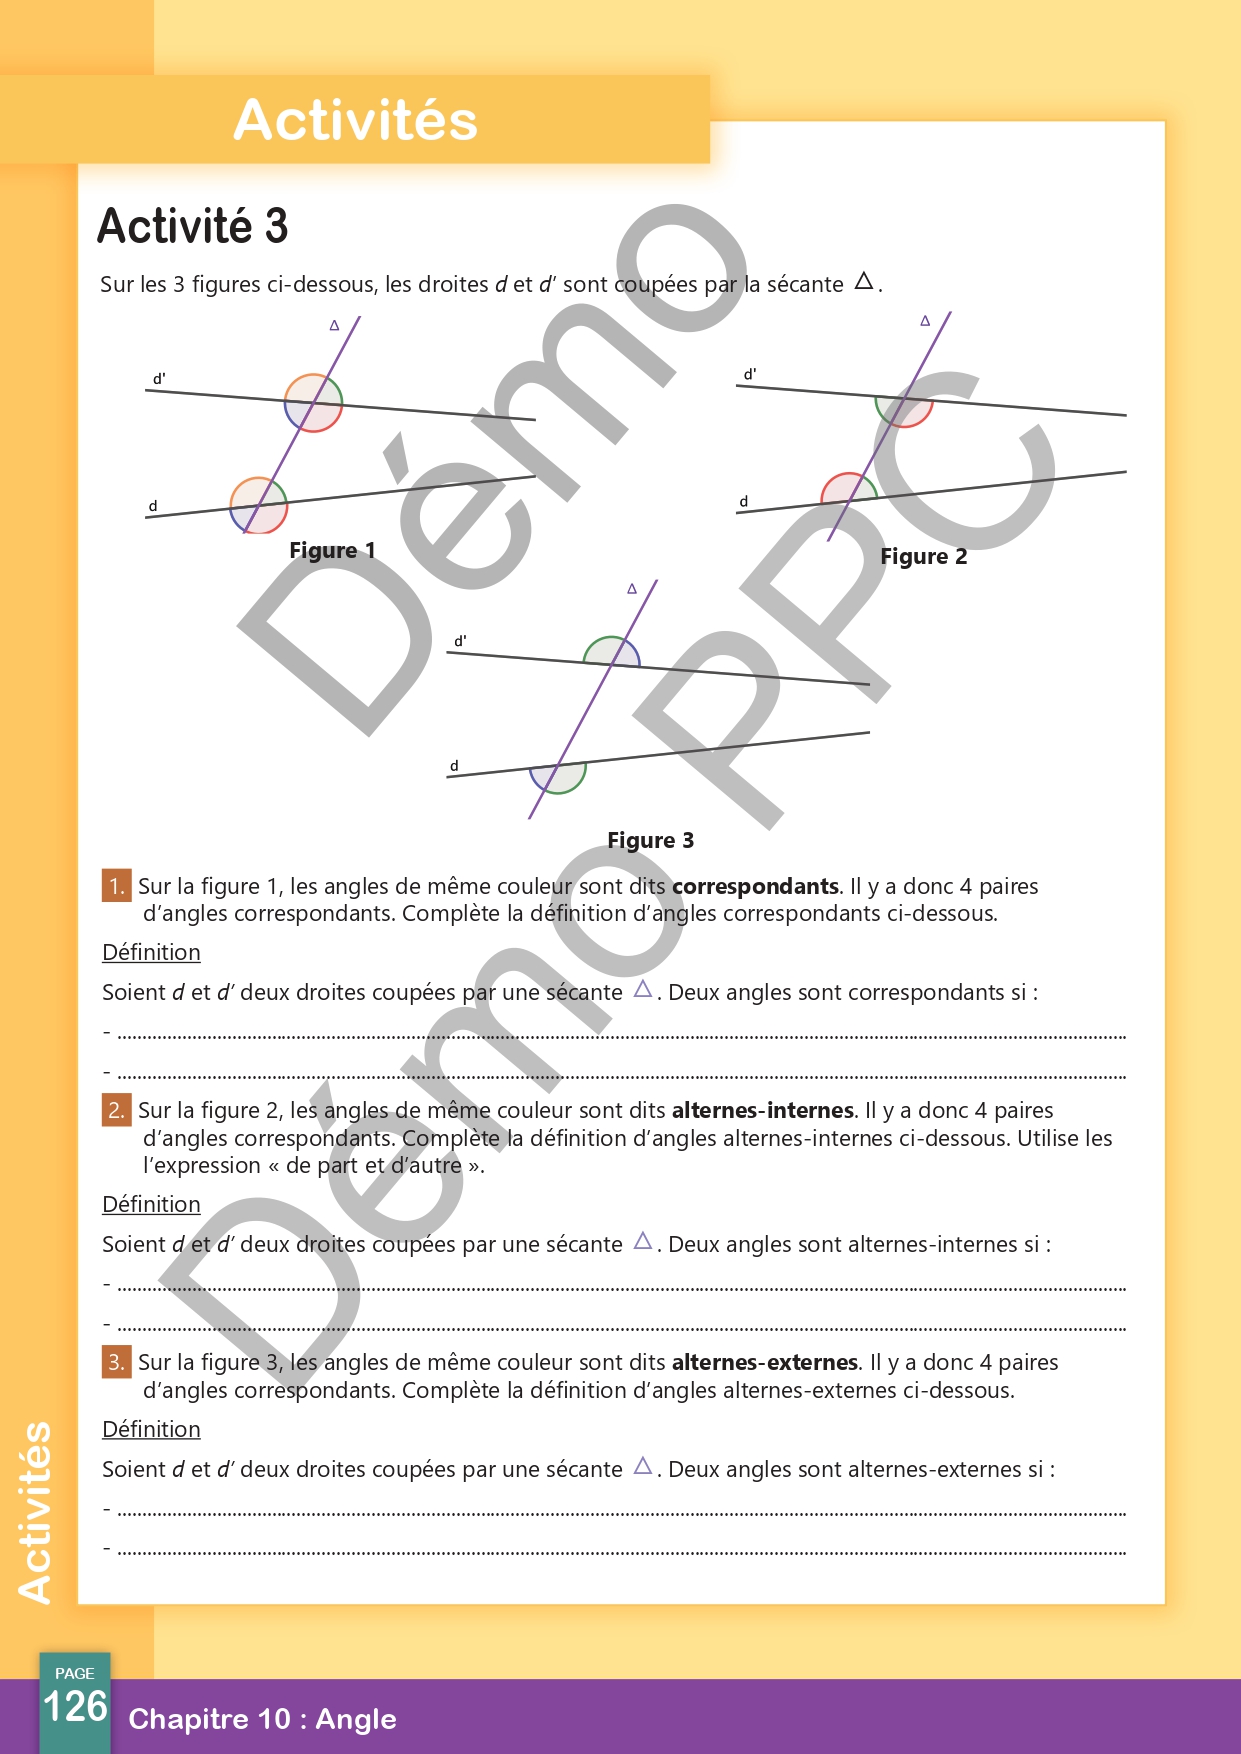 Activités
Activité 3
Sur les 3 figures ci-dessous, les droites d et d’ sont coupées par la sécante △.
Δ
d'
d
Figure 1
Δ
d'
d
Figure 2
Δ
d'
d
Figure 3
1. Sur la figure 1, les angles de même couleur sont dits correspondants. Il y a donc 4 paires
d’angles correspondants. Complète la définition d’angles correspondants ci-dessous.
Définition
Soient d et d’ deux droites coupées par une sécante △. Deux angles sont correspondants si :
- ........................................................................
- ........................................................................
2. Sur la figure 2, les angles de même couleur sont dits alternes-internes. Il y a donc 4 paires
d’angles correspondants. Complète la définition d’angles alternes-internes ci-dessous. Utilise les
l’expression « de part et d’autre ».
Définition
Soient d et d’ deux droites coupées par une sécante △. Deux angles sont alternes-internes si :
- ........................................................................
- ........................................................................
3. Sur la figure 3, les angles de même couleur sont dits alternes-externes. Il y a donc 4 paires
d’angles correspondants. Complète la définition d’angles alternes-externes ci-dessous.
Définition
Soient d et d’ deux droites coupées par une sécante △. Deux angles sont alternes-externes si :
- ........................................................................
- ........................................................................
Activités
PAGE
126
Chapitre 10 : Angle
Démo
Démo PPC